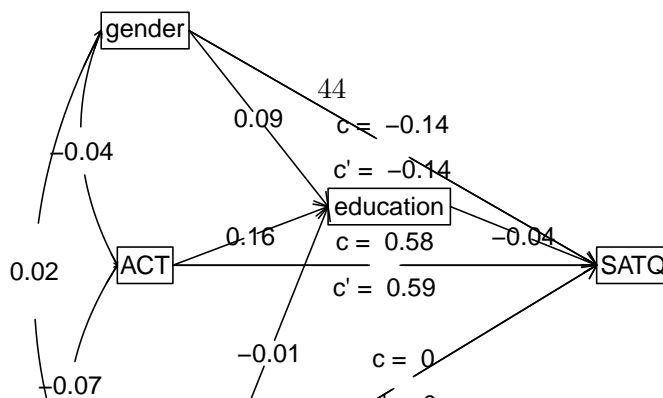 gender
44
0.09
c = −0.14
−0.04
c' = −0.14
education
0.16
c = 0.58
−0.04
ACT
SATQ
0.02
c' = 0.59
−0.01
c = 0
−0.07